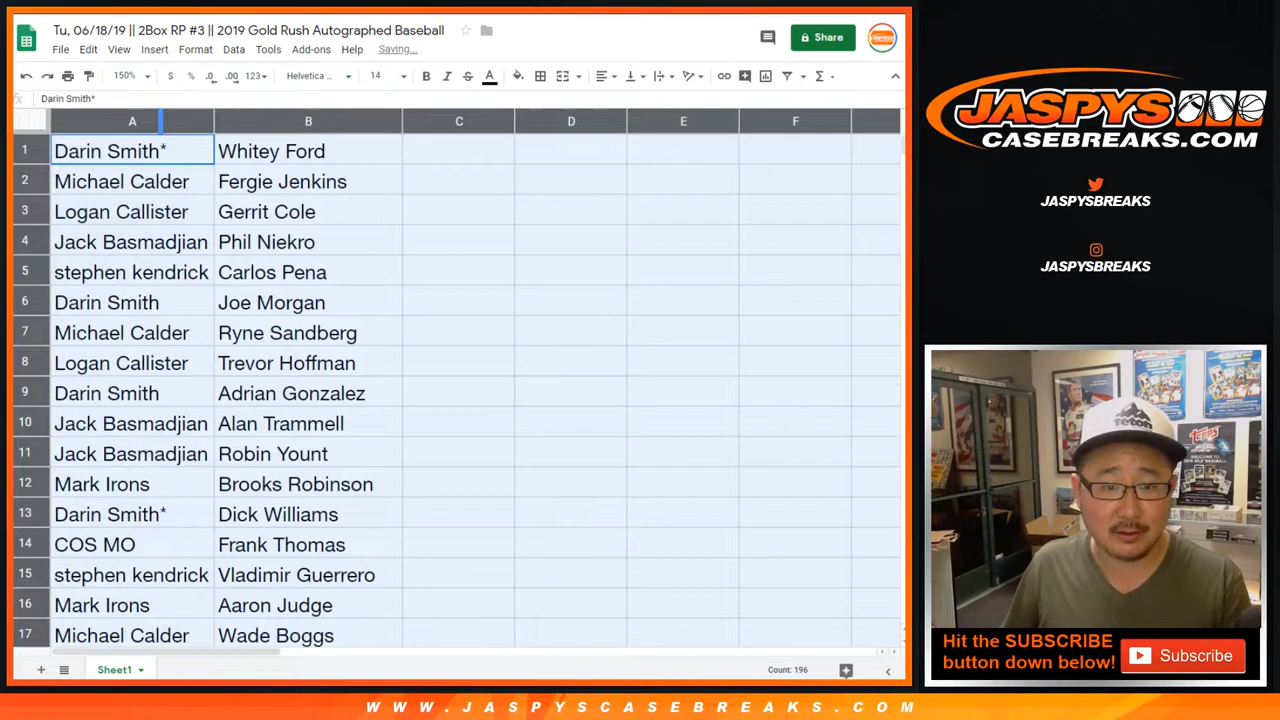 Tu, 06/18/19 || 2Box RP #3 || 2019 Gold Rush Autographed Baseball
File Edit View Insert Format Data Tools Add-ons Help Saving...
Share
150% $ % .0 .00 123 Helvetica... 14 B I S A
fx Darin Smith*
A B C D E F
1 Darin Smith* Whitey Ford
2 Michael Calder Fergie Jenkins
3 Logan Callister Gerrit Cole
4 Jack Basmadjian Phil Niekro
5 stephen kendrick Carlos Pena
6 Darin Smith Joe Morgan
7 Michael Calder Ryne Sandberg
8 Logan Callister Trevor Hoffman
9 Darin Smith Adrian Gonzalez
10 Jack Basmadjian Alan Trammell
11 Jack Basmadjian Robin Yount
12 Mark Irons Brooks Robinson
13 Darin Smith* Dick Williams
14 COS MO Frank Thomas
15 stephen kendrick Vladimir Guerrero
16 Mark Irons Aaron Judge
17 Michael Calder Wade Boggs
Sheet1
Count: 196
JASPYS
CASEBREAKS.COM
JASPYSBREAKS
JASPYSBREAKS
Teton
Topps
Hit the SUBSCRIBE
button down below!
Subscribe
WWW.JASPYSCASEBREAKS.COM